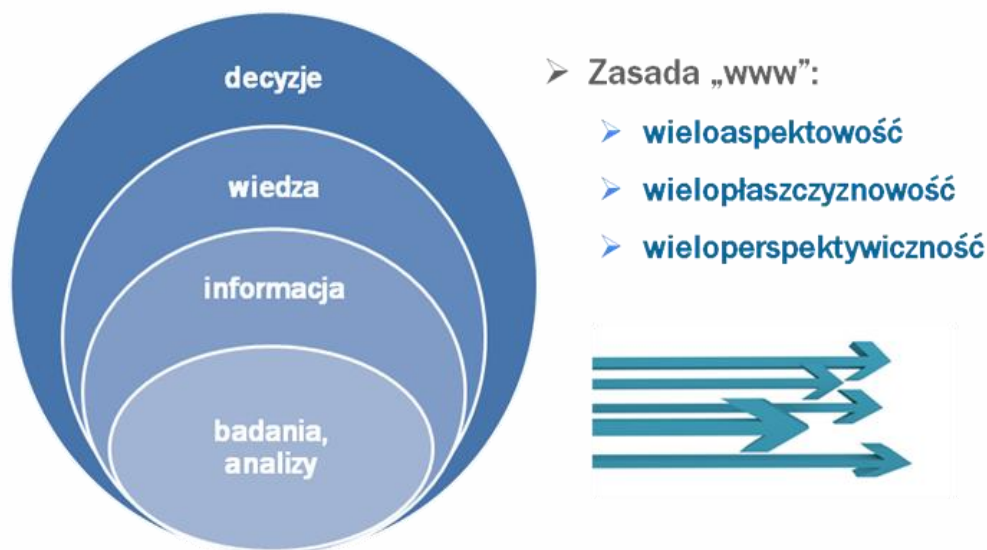 decyzje
wiedza
informacja
badania,
analizy
➢ Zasada „www”:
➢ wieloaspektowość
➢ wielopłaszczyznowość
➢ wieloperspektywiczność